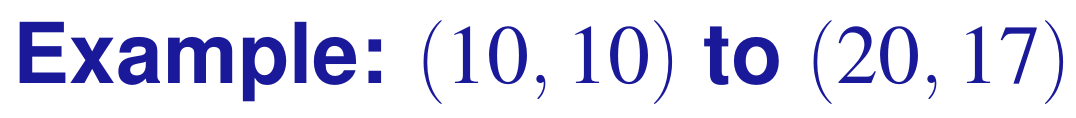 Example: (10, 10) to (20, 17)